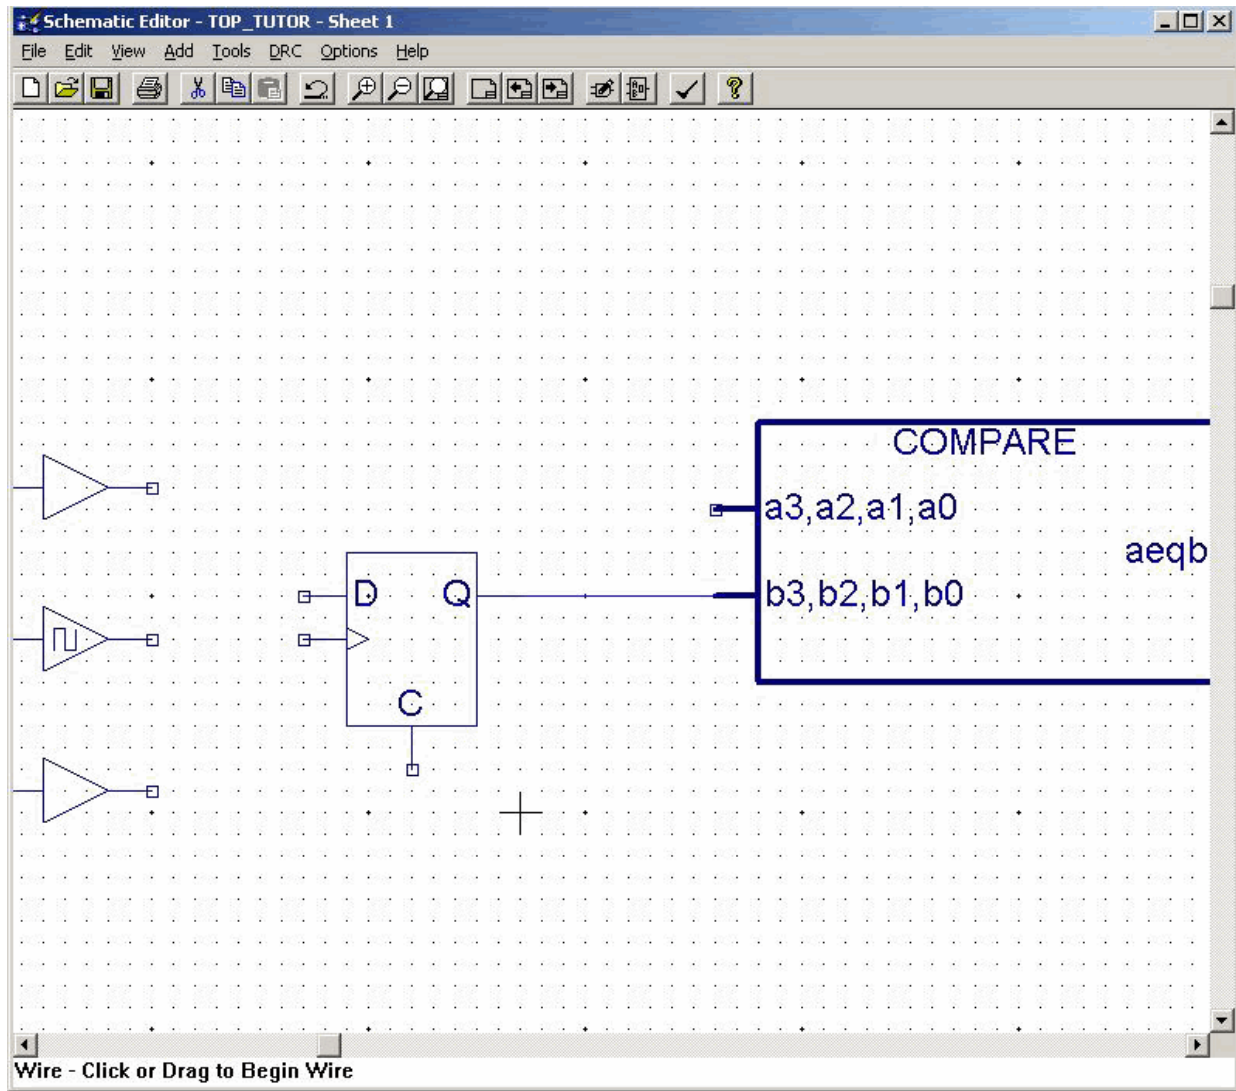 Schematic Editor - TOP_TUTOR - Sheet 1
File Edit View Add Tools DRC Options Help
COMPARE
a3,a2,a1,a0
aeqb
D Q b3,b2,b1,b0
C
Wire - Click or Drag to Begin Wire